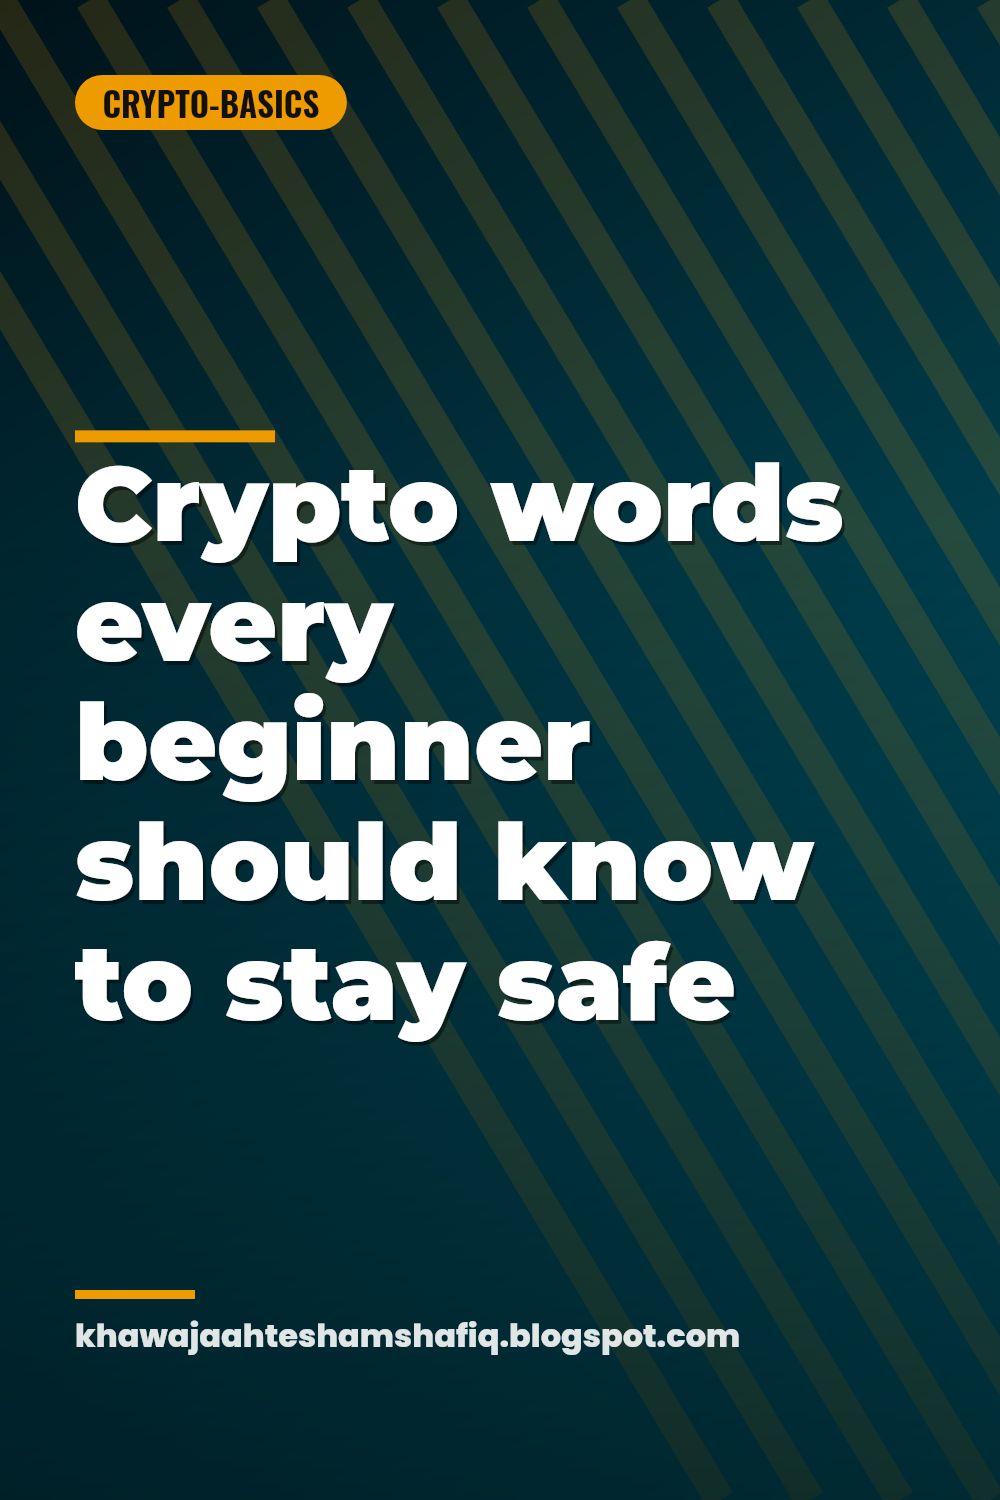 CRYPTO-BASICS
Crypto words
every
beginner
should know
to stay safe
khawajaahteshamshafiq.blogspot.com